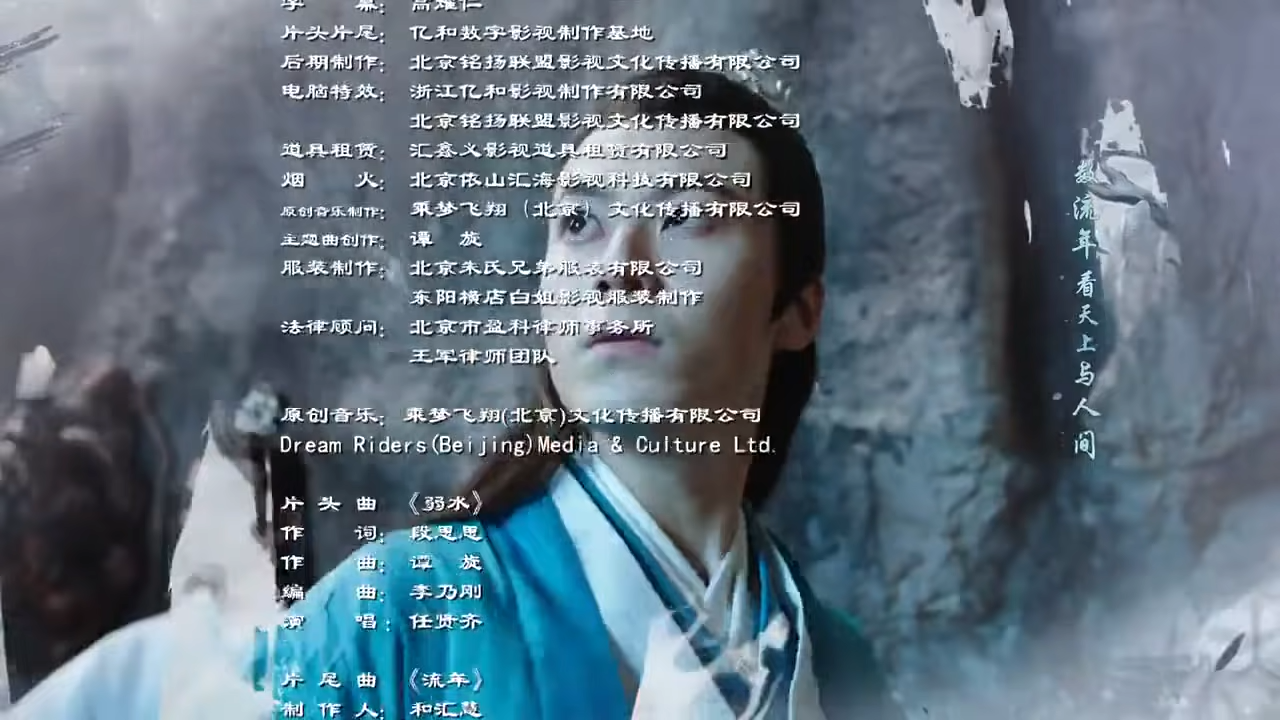 字 幕: 高耀仁
片头片尾: 亿和数字影视制作基地
后期制作: 北京铭扬联盟影视文化传播有限公司
电脑特效: 浙江亿和影视制作有限公司
北京铭扬联盟影视文化传播有限公司
道具租赁: 汇鑫义影视道具租赁有限公司
烟 火: 北京依山汇海影视科技有限公司
原创音乐制作: 乘梦飞翔（北京）文化传播有限公司
主题曲创作: 谭 旋
服装制作: 北京朱氏兄弟服装有限公司
东阳横店白姐影视服装制作
法律顾问: 北京市盈科律师事务所
王军律师团队
原创音乐: 乘梦飞翔(北京)文化传播有限公司
Dream Riders(Beijing)Media & Culture Ltd.
片 头 曲 《弱水》
作 词: 段思思
作 曲: 谭 旋
编 曲: 李乃刚
演 唱: 任贤齐
片 尾 曲 《流年》
制 作 人: 和汇慧
数流年看天上与人间